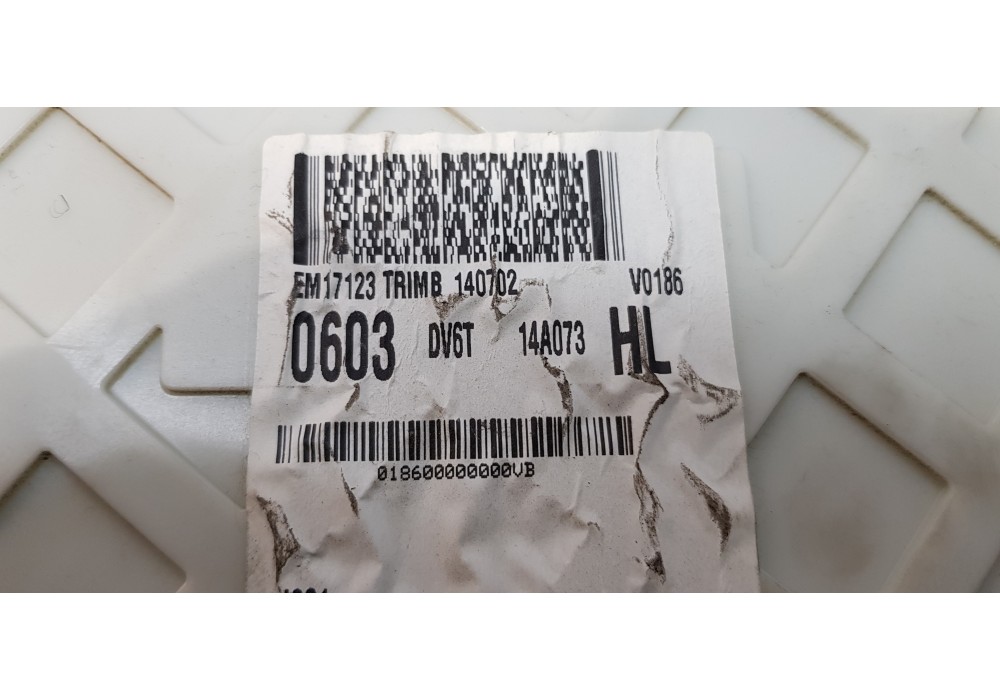 EM17123 TRIMB 140702 V0186
0603 DV6T 14A073 HL
018600000000VB